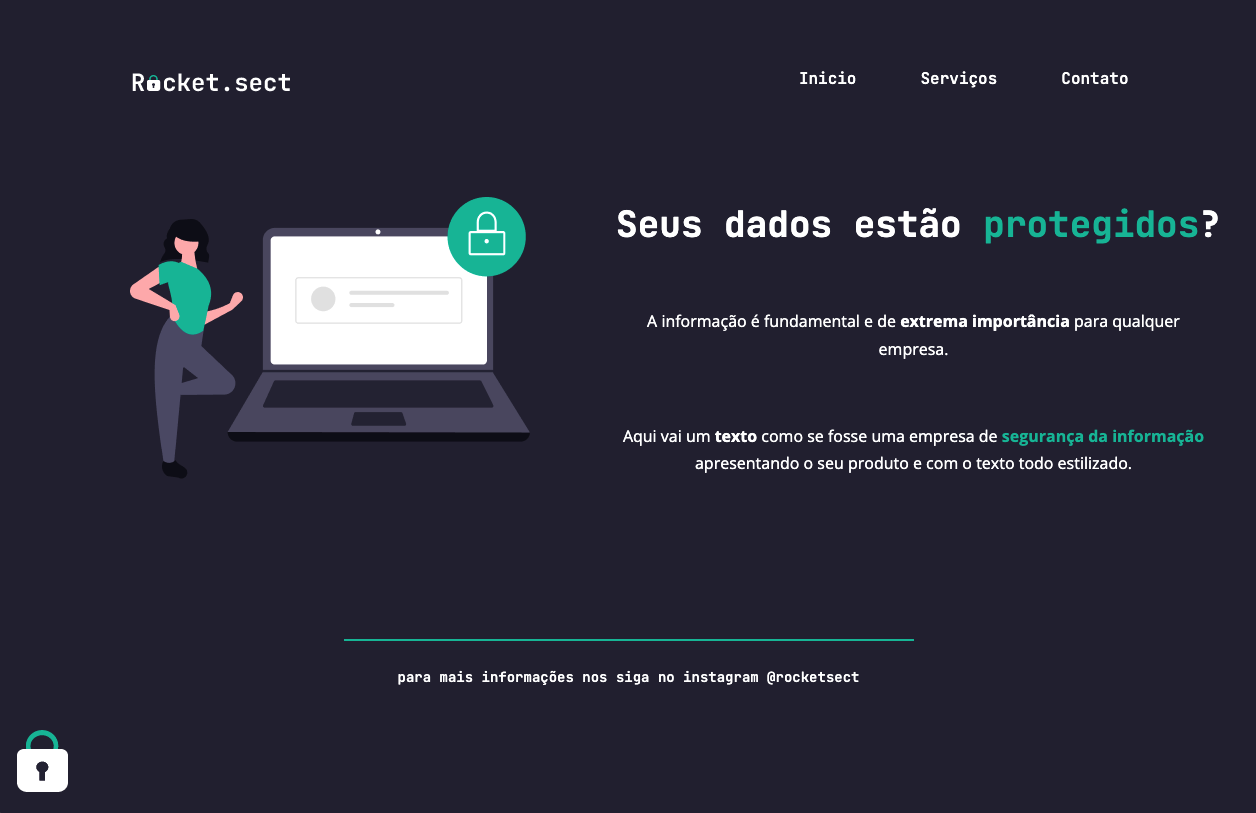 Rocket.sect
Inicio Serviços Contato
Seus dados estão protegidos?
A informação é fundamental e de extrema importância para qualquer
empresa.
Aqui vai um texto como se fosse uma empresa de segurança da informação
apresentando o seu produto e com o texto todo estilizado.
para mais informações nos siga no instagram @rocketsect